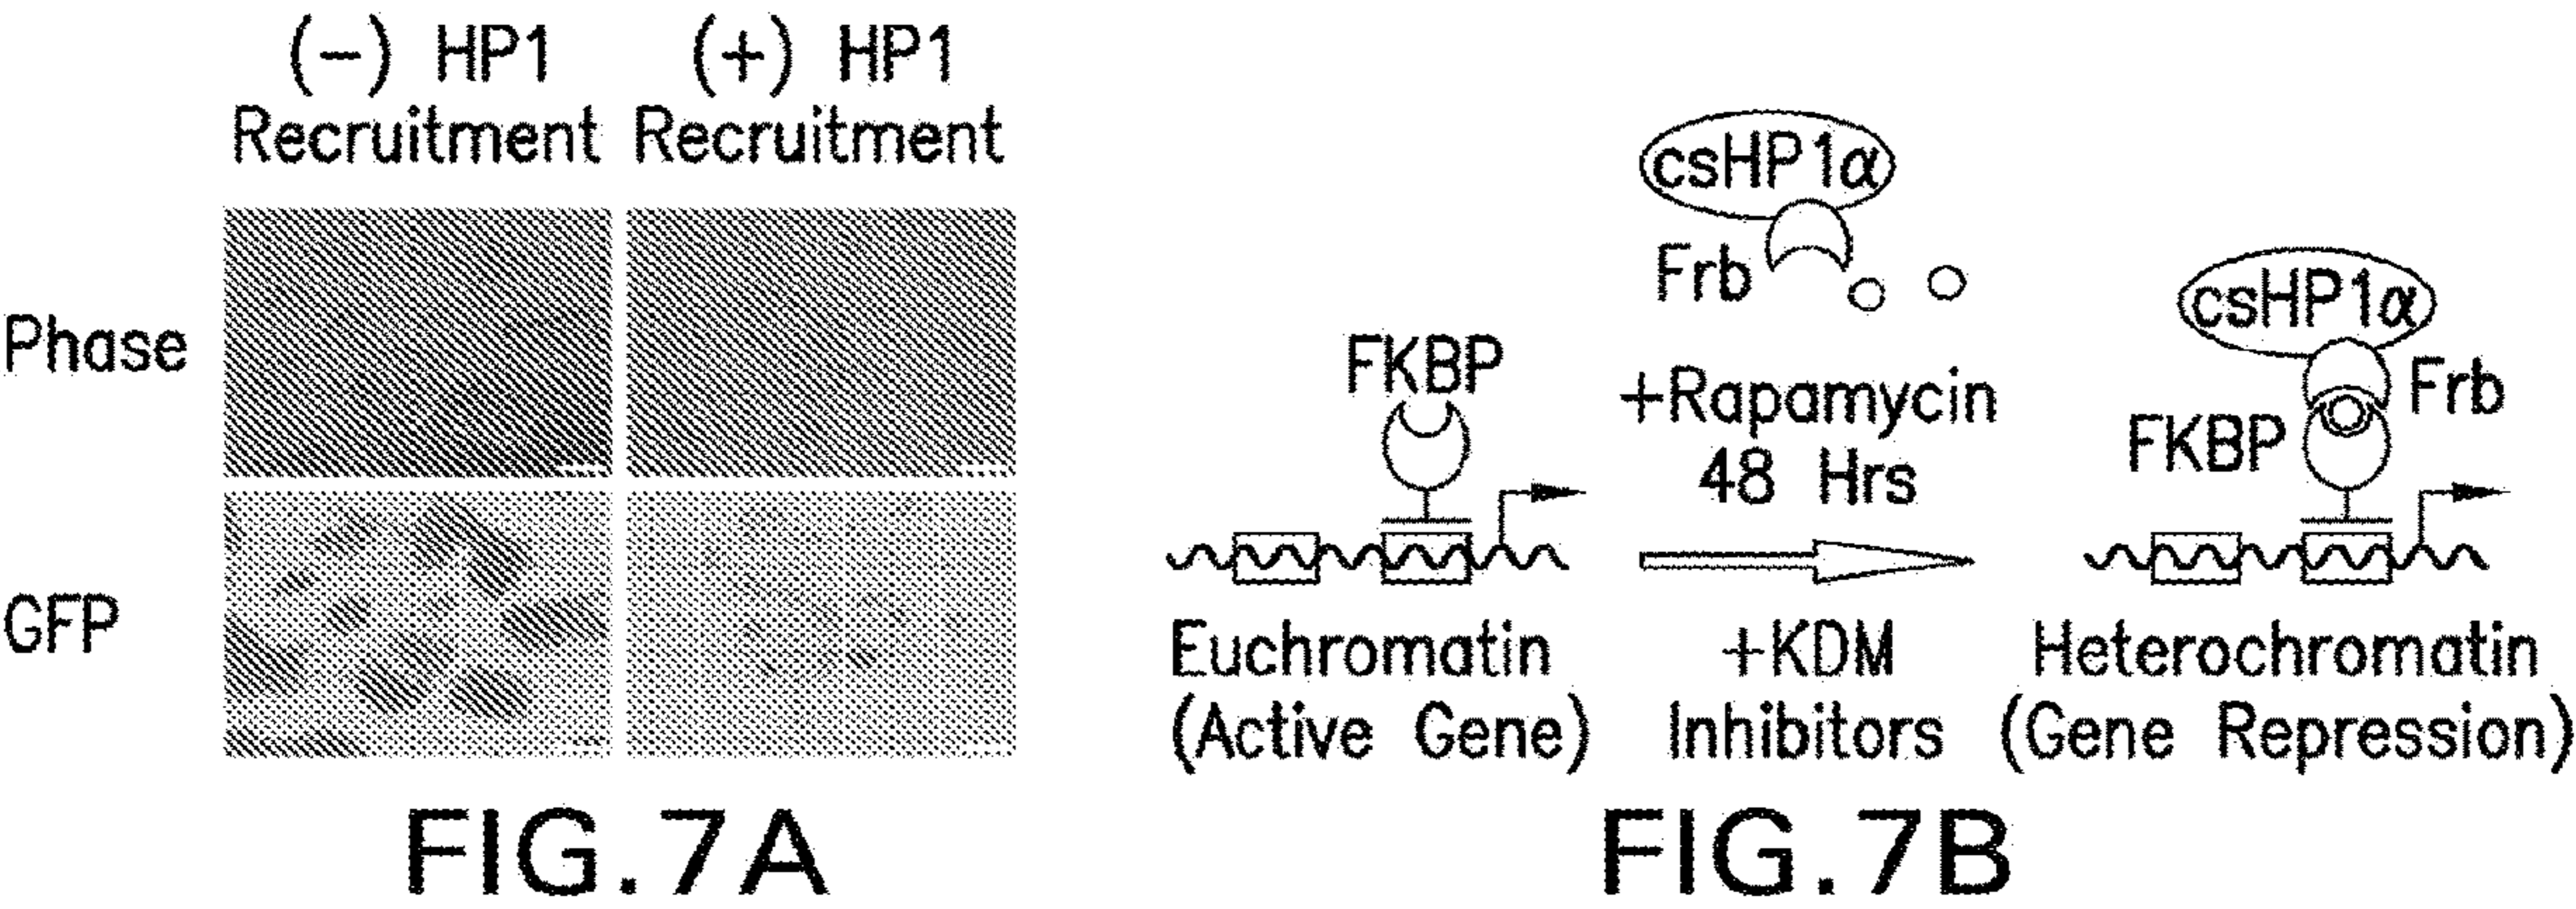 (-) HP1
Recruitment
(+) HP1
Recruitment
Phase
GFP
FIG.7A
csHP1α
Frb
FKBP
+Rapamycin
48 Hrs
+KDM
Inhibitors
Euchromatin
(Active Gene)
csHP1α
Frb
FKBP
Heterochromatin
(Gene Repression)
FIG.7B